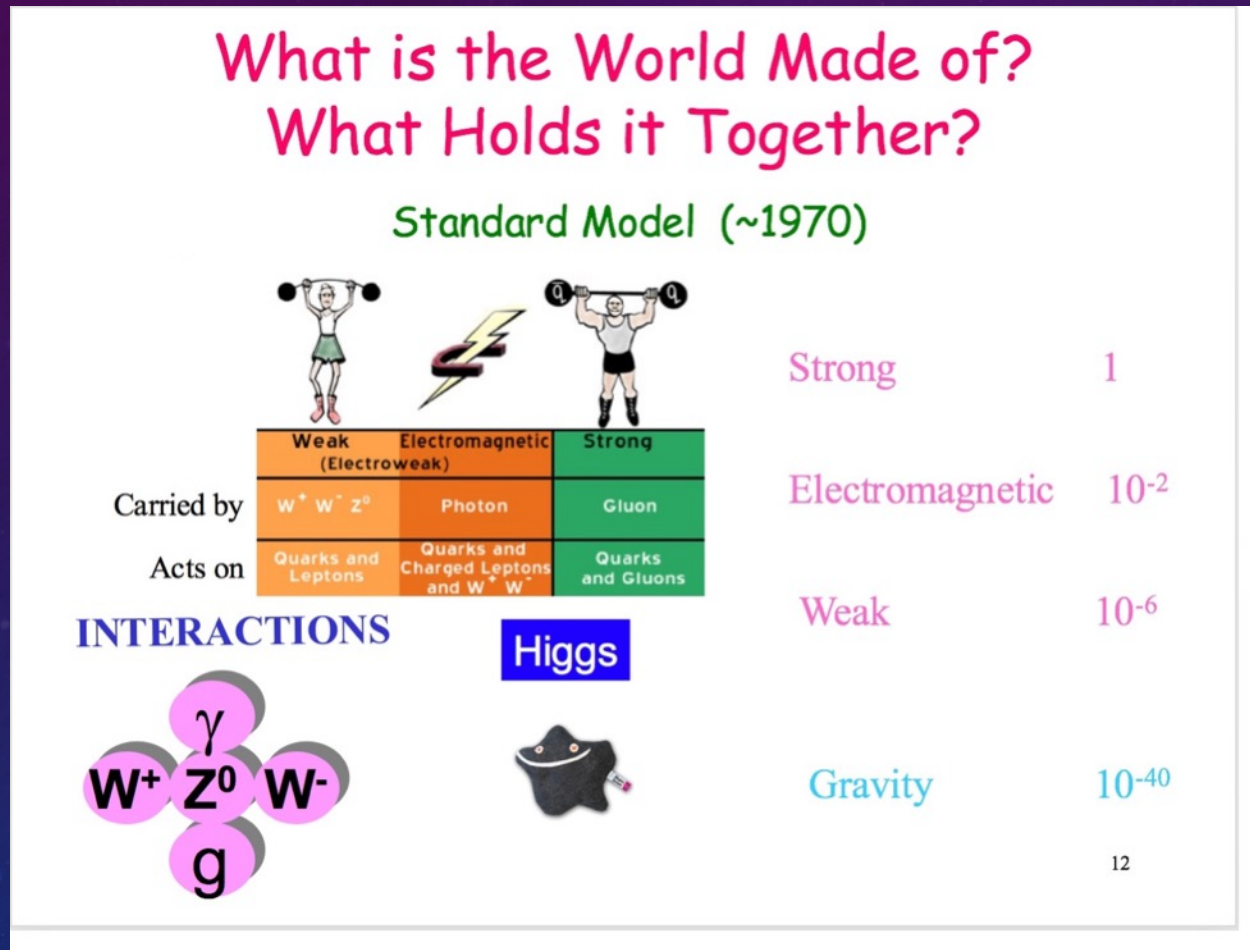 What is the World Made of?
What Holds it Together?
Standard Model (~1970)
q̄ q
Weak Electromagnetic Strong
(Electroweak)
Carried by W⁺ W⁻ Z⁰ Photon Gluon
Acts on Quarks and Leptons Quarks and Charged Leptons and W⁺ W⁻ Quarks and Gluons
INTERACTIONS
Higgs
γ
W⁺ Z⁰ W⁻
g
Strong 1
Electromagnetic 10⁻²
Weak 10⁻⁶
Gravity 10⁻⁴⁰
12